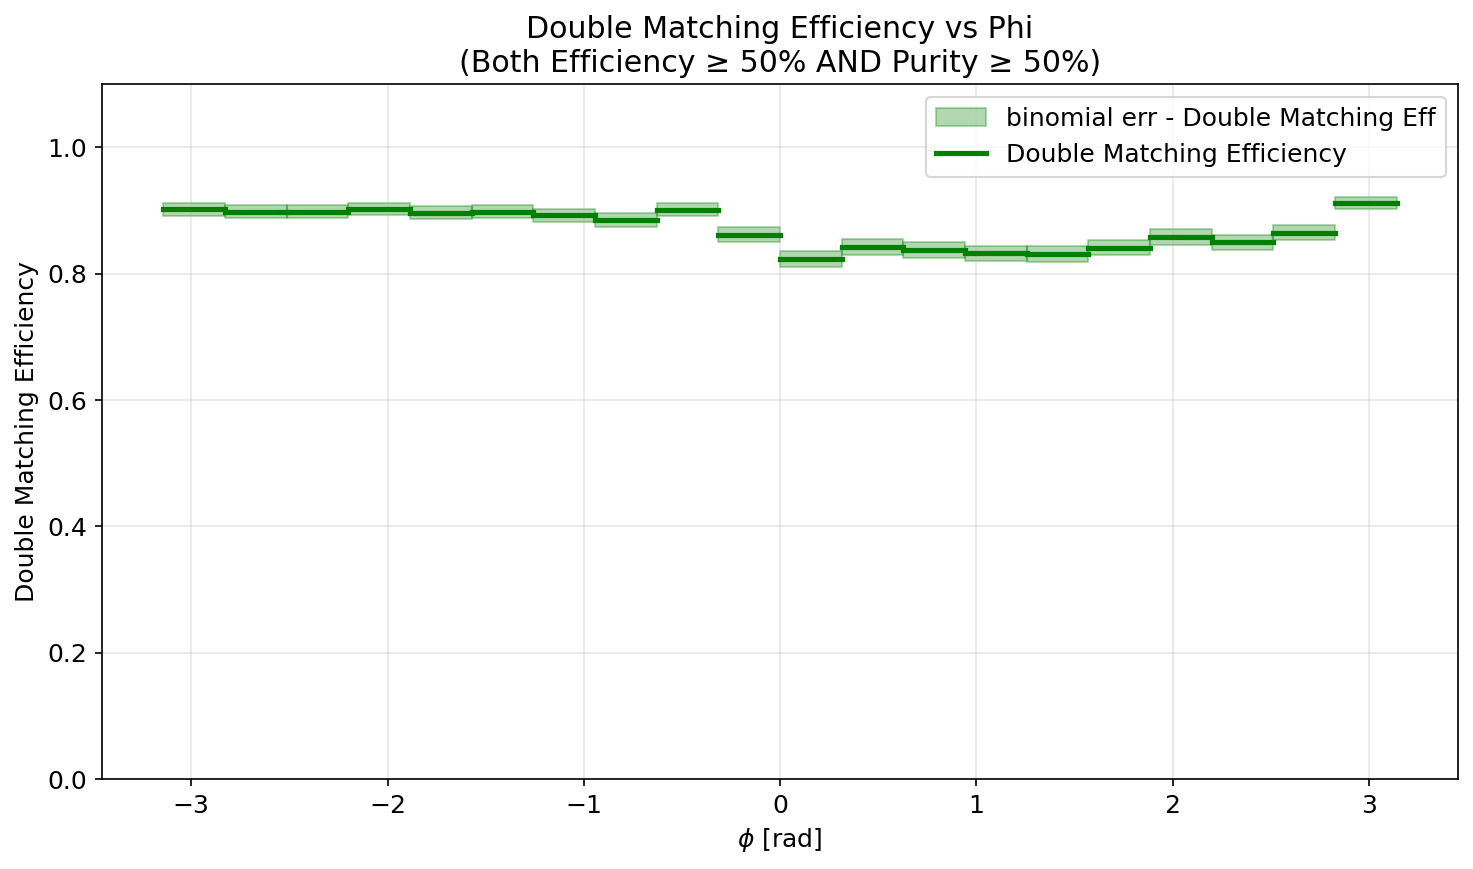 Double Matching Efficiency vs Phi
(Both Efficiency ≥ 50% AND Purity ≥ 50%)
binomial err - Double Matching Eff
Double Matching Efficiency
Double Matching Efficiency
1.0
0.8
0.6
0.4
0.2
0.0
−3
−2
−1
0
1
2
3
ϕ [rad]